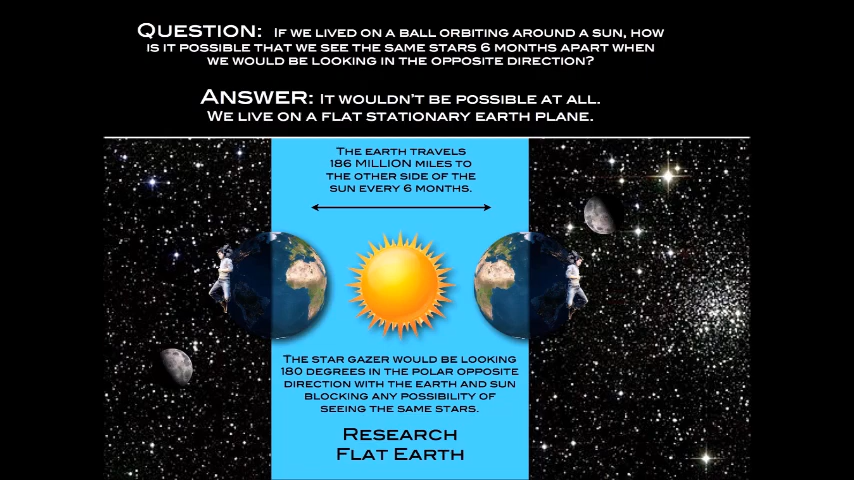 QUESTION: IF WE LIVED ON A BALL ORBITING AROUND A SUN, HOW
IS IT POSSIBLE THAT WE SEE THE SAME STARS 6 MONTHS APART WHEN
WE WOULD BE LOOKING IN THE OPPOSITE DIRECTION?
ANSWER: IT WOULDN'T BE POSSIBLE AT ALL.
WE LIVE ON A FLAT STATIONARY EARTH PLANE.
THE EARTH TRAVELS
186 MILLION MILES TO
THE OTHER SIDE OF THE
SUN EVERY 6 MONTHS.
THE STAR GAZER WOULD BE LOOKING
180 DEGREES IN THE POLAR OPPOSITE
DIRECTION WITH THE EARTH AND SUN
BLOCKING ANY POSSIBILITY OF
SEEING THE SAME STARS.
RESEARCH
FLAT EARTH